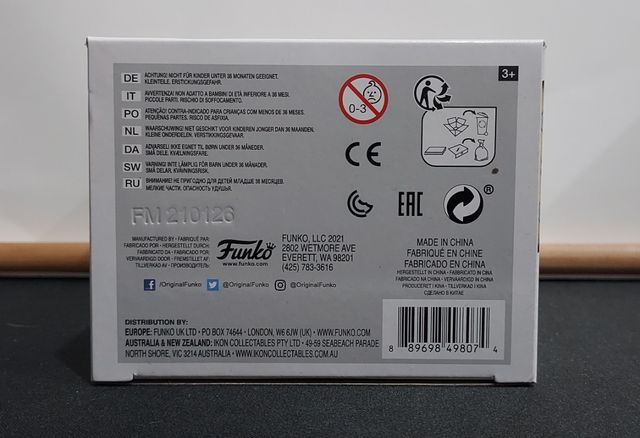 3+
DE ACHTUNG! NICHT FÜR KINDER UNTER 36 MONATEN GEEIGNET.
KLEINTEILE, ERSTICKUNGSGEFAHR.
IT AVVERTENZA! NON ADATTO A BAMBINI DI ETÀ INFERIORE A 36 MESI.
PICCOLE PARTI. RISCHIO DI SOFFOCAMENTO.
PO ATENÇÃO! CONTRA-INDICADO PARA CRIANÇAS COM MENOS DE 36 MESES.
PEQUENAS PARTES. RISCO DE ASFIXIA.
NL WAARSCHUWING! NIET GESCHIKT VOOR KINDEREN JONGER DAN 36 MAANDEN.
KLEINE ONDERDELEN. VERSTIKKINGSGEVAAR.
DA ADVARSEL! IKKE EGNET TIL BØRN UNDER 36 MÅNEDER.
SMÅ DELE. KVÆLNINGSFARE.
SW VARNING! INTE LÄMPLIG FÖR BARN UNDER 36 MÅNADER.
SMÅ DELAR. KVÄVNINGSRISK.
RU ВНИМАНИЕ! НЕ ПРИГОДНО ДЛЯ ДЕТЕЙ МЛАДШЕ 36 МЕСЯЦЕВ.
МЕЛКИЕ ЧАСТИ. ОПАСНОСТЬ УДУШЬЯ.
0-3
CE
EAC
®
FM 210126
MANUFACTURED BY • FABRIQUÉ PAR
FABRICADO POR • HERGESTELLT DURCH
FABBRICATO DA • FABRICADO POR
VERVAARDIGD DOOR • FREMSTILLET AF
TILLVERKAD AV • ПРОИЗВОДИТЕЛЬ
Funko
www.funko.com
FUNKO, LLC 2021
2802 WETMORE AVE
EVERETT, WA 98201
(425) 783-3616
MADE IN CHINA
FABRIQUÉ EN CHINE
FABRICADO EN CHINA
HERGESTELLT IN CHINA • FABBRICATO IN CINA
FABRICADO NA CHINA • VERVAARDIGD IN CHINA
PRODUCERET I KINA • TILLVERKAD I KINA
СДЕЛАНО В КИТАЕ
/OriginalFunko @OriginalFunko @OriginalFunko
DISTRIBUTION BY:
EUROPE: FUNKO UK LTD • PO BOX 74644 • LONDON, W6 6JW (UK) • WWW.FUNKO.COM
AUSTRALIA & NEW ZEALAND: IKON COLLECTABLES PTY LTD • 49-59 SEABEACH PARADE
NORTH SHORE, VIC 3214 AUSTRALIA • WWW.IKONCOLLECTABLES.COM.AU
8 89698 49807 4